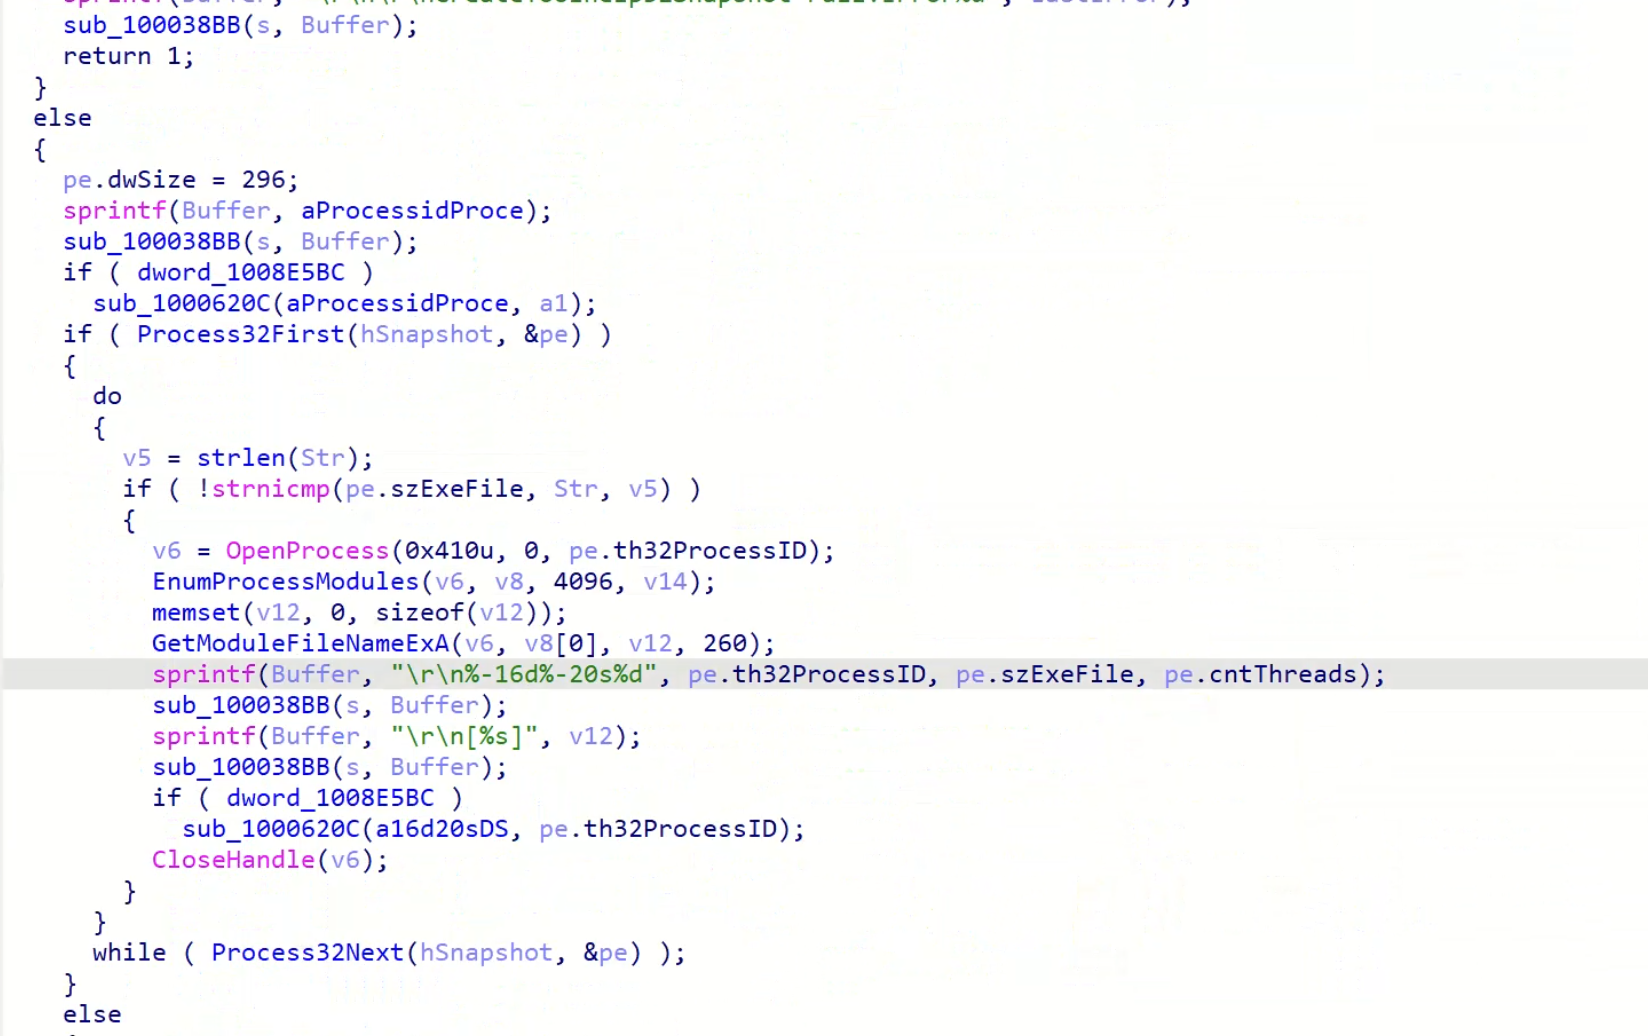 sub_100038BB(s, Buffer);
return 1;
}
else
{
pe.dwSize = 296;
sprintf(Buffer, aProcessidProce);
sub_100038BB(s, Buffer);
if ( dword_1008E5BC )
sub_1000620C(aProcessidProce, a1);
if ( Process32First(hSnapshot, &pe) )
{
do
{
v5 = strlen(Str);
if ( !strnicmp(pe.szExeFile, Str, v5) )
{
v6 = OpenProcess(0x410u, 0, pe.th32ProcessID);
EnumProcessModules(v6, v8, 4096, v14);
memset(v12, 0, sizeof(v12));
GetModuleFileNameExA(v6, v8[0], v12, 260);
sprintf(Buffer, "\r\n%-16d%-20s%d", pe.th32ProcessID, pe.szExeFile, pe.cntThreads);
sub_100038BB(s, Buffer);
sprintf(Buffer, "\r\n[%s]", v12);
sub_100038BB(s, Buffer);
if ( dword_1008E5BC )
sub_1000620C(a16d20sDS, pe.th32ProcessID);
CloseHandle(v6);
}
}
while ( Process32Next(hSnapshot, &pe) );
}
else